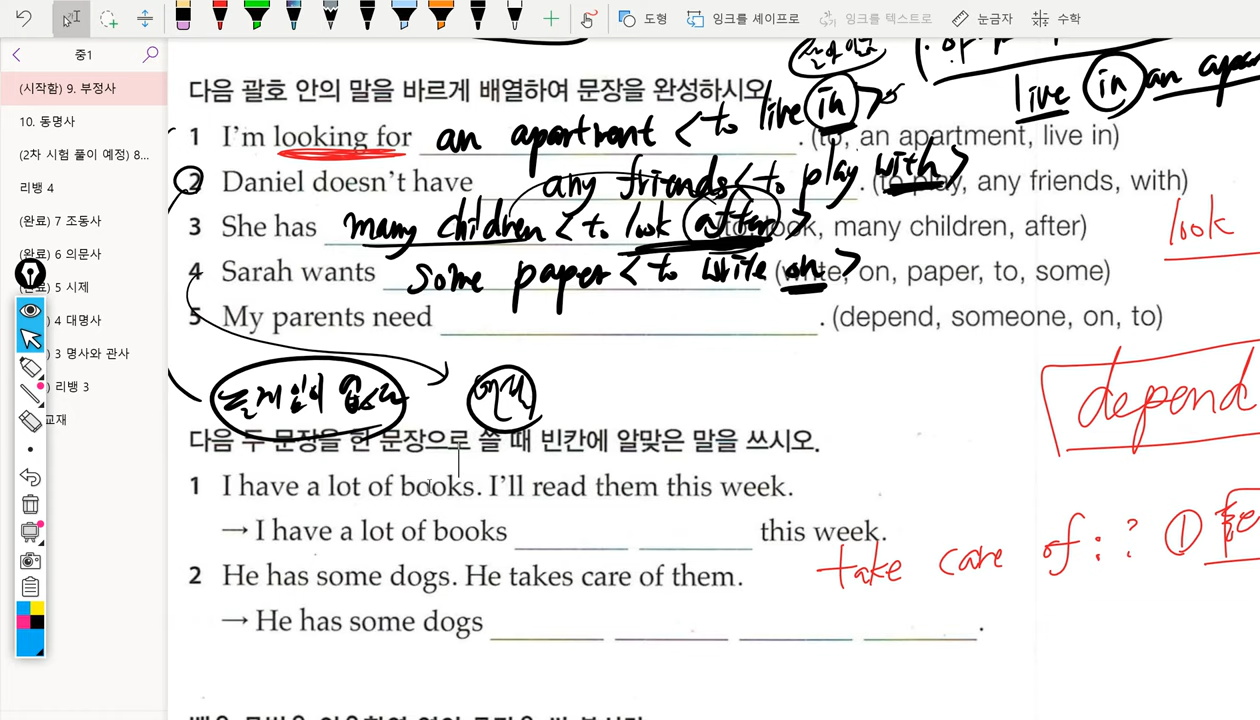 도형
잉크를 셰이프로
잉크를 텍스트로
눈금자
수학
중1
(시작함) 9. 부정사
10. 동명사
(2차 시험 풀이 예정) 8...
리뱅 4
(완료) 7 조동사
(완료) 6 의문사
5 시제
) 4 대명사
) 3 명사와 관사
) 리뱅 3
교재
live in an
다음 괄호 안의 말을 바르게 배열하여 문장을 완성하시오
1 I'm looking for an apartment < to live in > . (to, an apartment, live in)
2 Daniel doesn't have any friends < to play with > . (to play, any friends, with)
3 She has many children < to look after > look, many children, after)
look
4 Sarah wants some paper < to write on > (write, on, paper, to, some)
5 My parents need . (depend, someone, on, to)
depend
다음 두 문장을 한 문장으로 쓸 때 빈칸에 알맞은 말을 쓰시오.
1 I have a lot of books. I'll read them this week.
→ I have a lot of books this week.
take care of : ? ①
2 He has some dogs. He takes care of them.
→ He has some dogs .